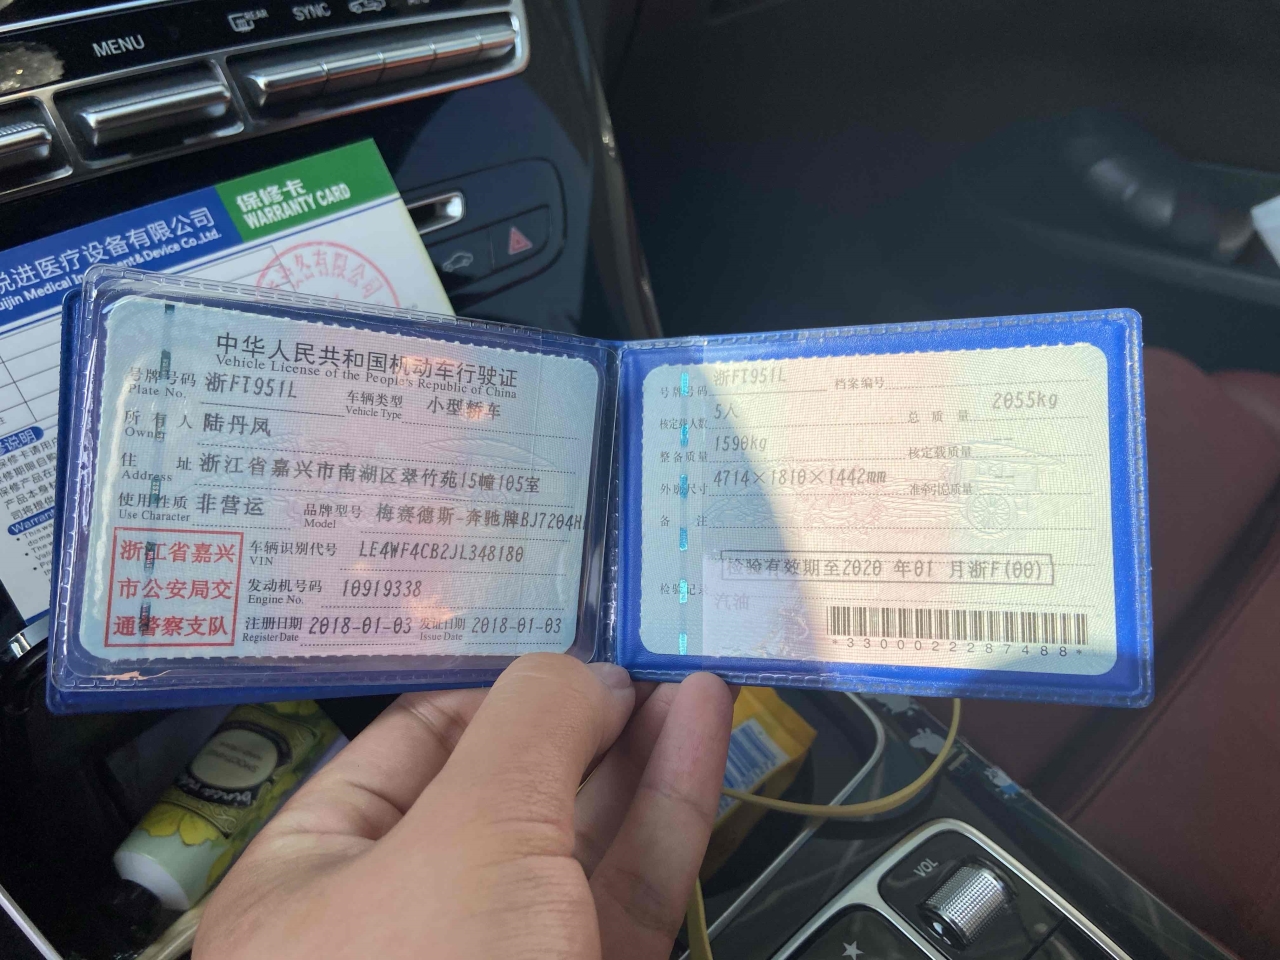 MENU
REAR
SYNC
保修卡
WARRANTY CARD
悦进医疗设备有限公司
Medical Instrument & Device Co.,Ltd.
中华人民共和国机动车行驶证
Vehicle License of the People's Republic of China
号牌号码 浙FT951L 车辆类型 小型轿车
Plate No. Vehicle Type
所有人 陆丹凤
Owner
住址 浙江省嘉兴市南湖区翠竹苑15幢105室
Address
使用性质 非营运 品牌型号 梅赛德斯-奔驰牌BJ7204H
Use Character Model
浙江省嘉兴
市公安局交
通警察支队
车辆识别代号 LE4WF4CB2JL348180
VIN
发动机号码 10919338
Engine No.
注册日期 2018-01-03 发证日期 2018-01-03
Register Date Issue Date
号牌号码 浙FT951L 档案编号
核定载人数 5人 总质量 2055kg
整备质量 1590kg 核定载质量 --
外廓尺寸 4714×1810×1442mm 准牵引总质量 --
备注
检验有效期至2020 年01 月浙F(00)
检验记录
汽油
*3300022287488*
VOL